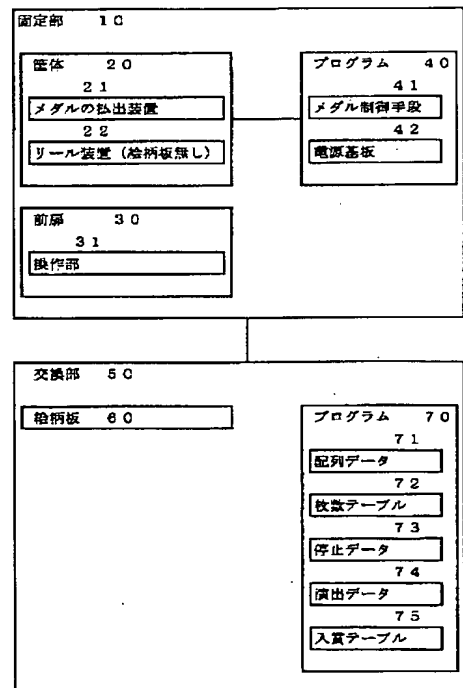 固定部 10
筐体 20
21
メダルの払出装置
22
リール装置（絵柄板無し）
プログラム 40
41
メダル制御手段
42
電源基板
前扉 30
31
操作部
交換部 50
絵柄板 60
プログラム 70
71
配列データ
72
枚数テーブル
73
停止データ
74
演出データ
75
入賞テーブル